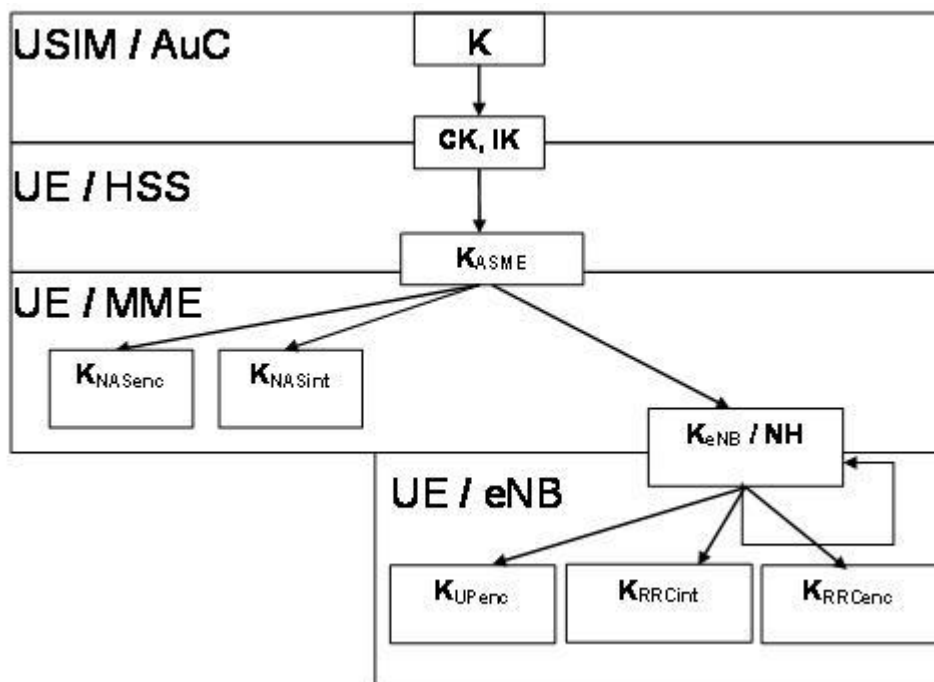 USIM / AuC
K
CK, IK
UE / HSS
KASME
UE / MME
KNASenc
KNASint
KeNB / NH
UE / eNB
KUPenc
KRRCint
KRRCenc